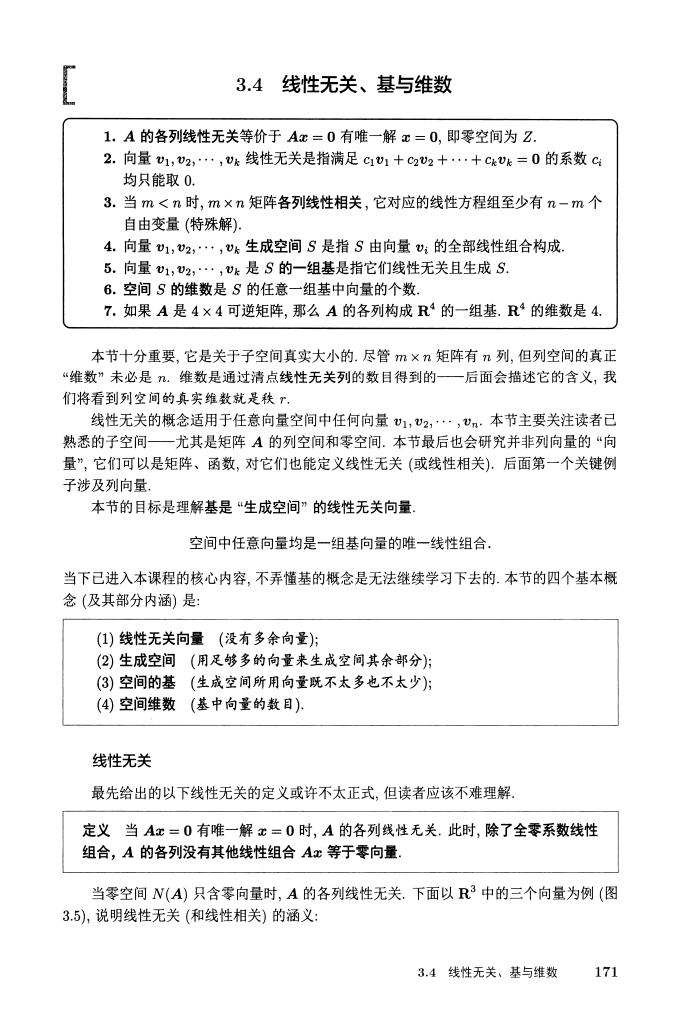 3.4 线性无关、基与维数
1. A 的各列线性无关等价于 Ax = 0 有唯一解 x = 0, 即零空间为 Z.
2. 向量 v₁, v₂, ··· , vₖ 线性无关是指满足 c₁v₁ + c₂v₂ + ··· + cₖvₖ = 0 的系数 cᵢ
均只能取 0.
3. 当 m < n 时, m × n 矩阵各列线性相关, 它对应的线性方程组至少有 n − m 个
自由变量 (特殊解).
4. 向量 v₁, v₂, ··· , vₖ 生成空间 S 是指 S 由向量 vᵢ 的全部线性组合构成.
5. 向量 v₁, v₂, ··· , vₖ 是 S 的一组基是指它们线性无关且生成 S.
6. 空间 S 的维数是 S 的任意一组基中向量的个数.
7. 如果 A 是 4 × 4 可逆矩阵, 那么 A 的各列构成 R⁴ 的一组基. R⁴ 的维数是 4.
本节十分重要, 它是关于子空间真实大小的. 尽管 m × n 矩阵有 n 列, 但列空间的真正
“维数” 未必是 n. 维数是通过清点线性无关列的数目得到的——后面会描述它的含义, 我
们将看到列空间的真实维数就是秩 r.
线性无关的概念适用于任意向量空间中任何向量 v₁, v₂, ··· , vₙ. 本节主要关注读者已
熟悉的子空间——尤其是矩阵 A 的列空间和零空间. 本节最后也会研究并非列向量的 “向
量”, 它们可以是矩阵、函数, 对它们也能定义线性无关 (或线性相关). 后面第一个关键例
子涉及列向量.
本节的目标是理解基是 “生成空间” 的线性无关向量.
空间中任意向量均是一组基向量的唯一线性组合.
当下已进入本课程的核心内容, 不弄懂基的概念是无法继续学习下去的. 本节的四个基本概
念 (及其部分内涵) 是:
(1) 线性无关向量 (没有多余向量);
(2) 生成空间 (用足够多的向量来生成空间其余部分);
(3) 空间的基 (生成空间所用向量既不太多也不太少);
(4) 空间维数 (基中向量的数目).
线性无关
最先给出的以下线性无关的定义或许不太正式, 但读者应该不难理解.
定义 当 Ax = 0 有唯一解 x = 0 时, A 的各列线性无关. 此时, 除了全零系数线性
组合, A 的各列没有其他线性组合 Ax 等于零向量.
当零空间 N(A) 只含零向量时, A 的各列线性无关. 下面以 R³ 中的三个向量为例 (图
3.5), 说明线性无关 (和线性相关) 的涵义:
3.4 线性无关、基与维数 171